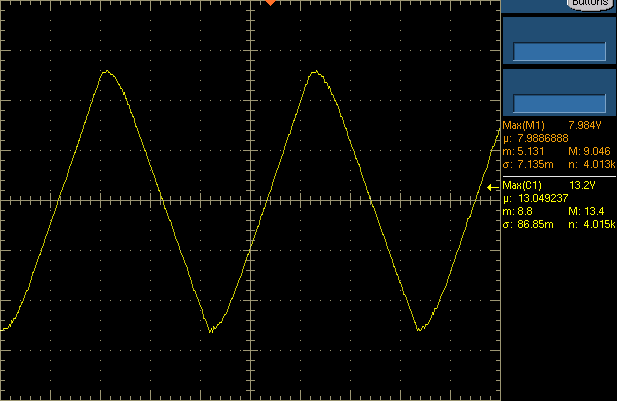 Buttons
Max(M1) 7.984V
µ: 7.9886888
m: 5.131 M: 9.046
σ: 7.135m n: 4.013k
Max(C1) 13.2V
µ: 13.049237
m: 8.8 M: 13.4
σ: 86.85m n: 4.015k